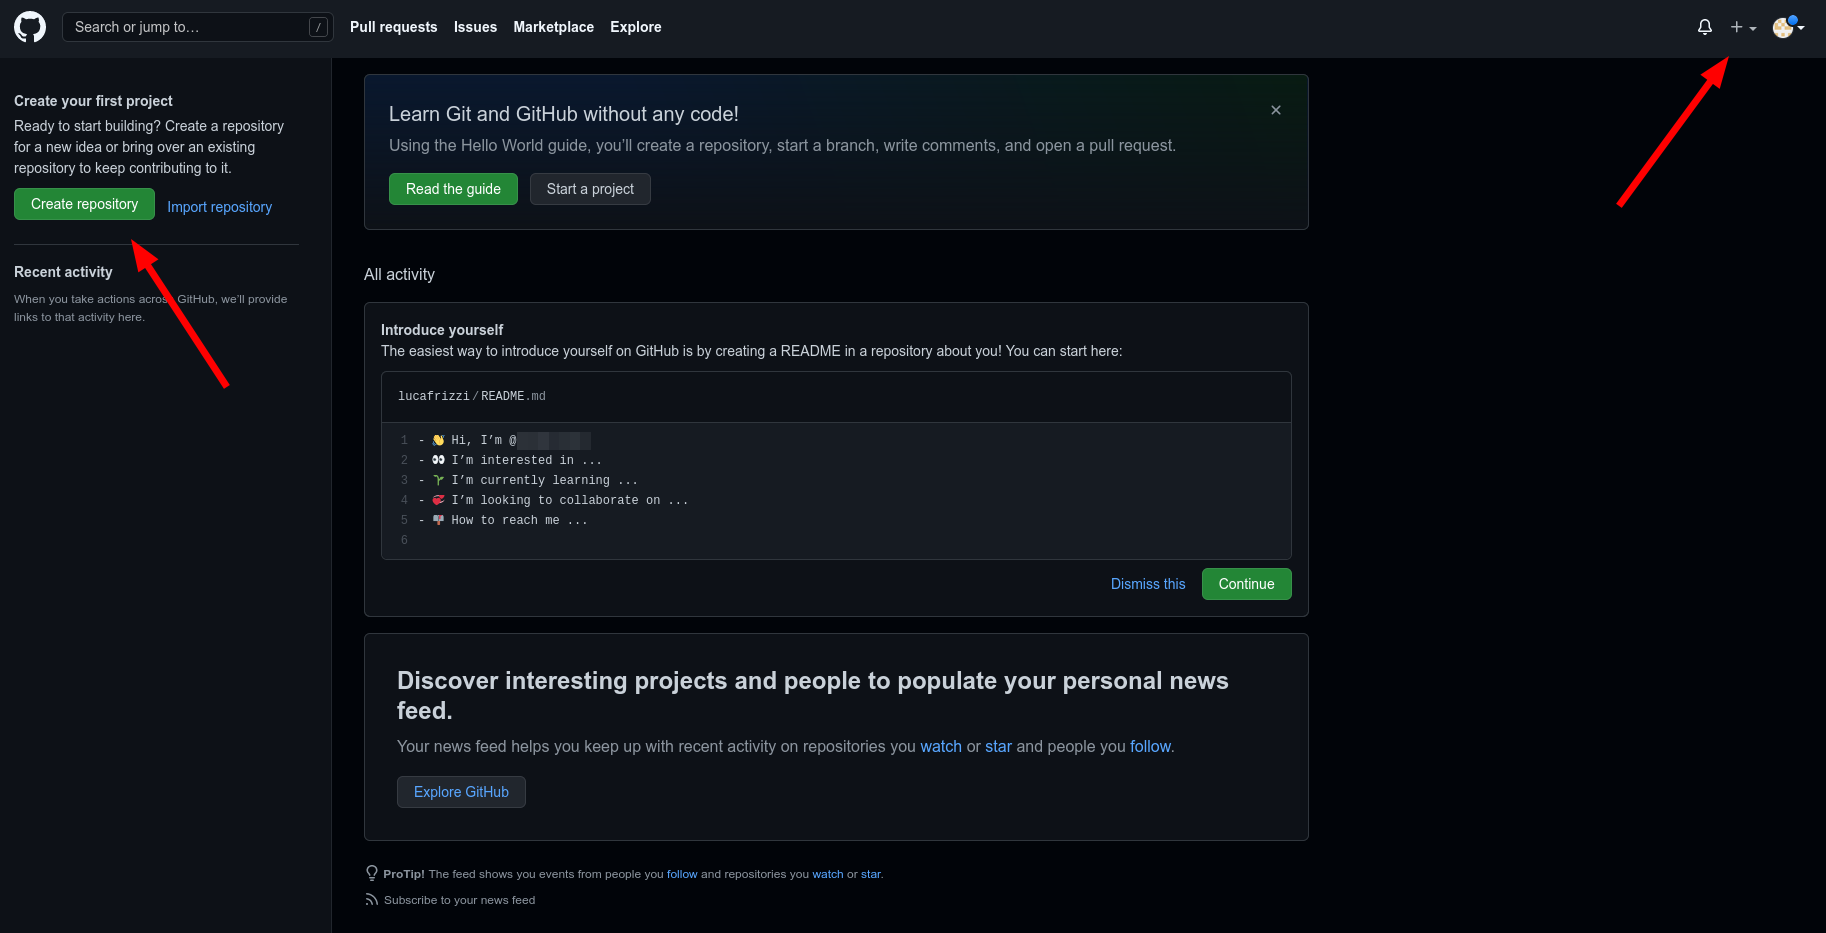 Search or jump to…
/
Pull requests
Issues
Marketplace
Explore
Create your first project
Ready to start building? Create a repository
for a new idea or bring over an existing
repository to keep contributing to it.
Create repository
Import repository
Recent activity
When you take actions across GitHub, we'll provide
links to that activity here.
Learn Git and GitHub without any code!
Using the Hello World guide, you'll create a repository, start a branch, write comments, and open a pull request.
Read the guide
Start a project
All activity
Introduce yourself
The easiest way to introduce yourself on GitHub is by creating a README in a repository about you! You can start here:
lucafrizzi/README.md
1 - 👋 Hi, I’m @
2 - 👀 I’m interested in ...
3 - 🌱 I’m currently learning ...
4 - 💞️ I’m looking to collaborate on ...
5 - 📫 How to reach me ...
6
Dismiss this
Continue
Discover interesting projects and people to populate your personal news
feed.
Your news feed helps you keep up with recent activity on repositories you watch or star and people you follow.
Explore GitHub
ProTip! The feed shows you events from people you follow and repositories you watch or star.
Subscribe to your news feed